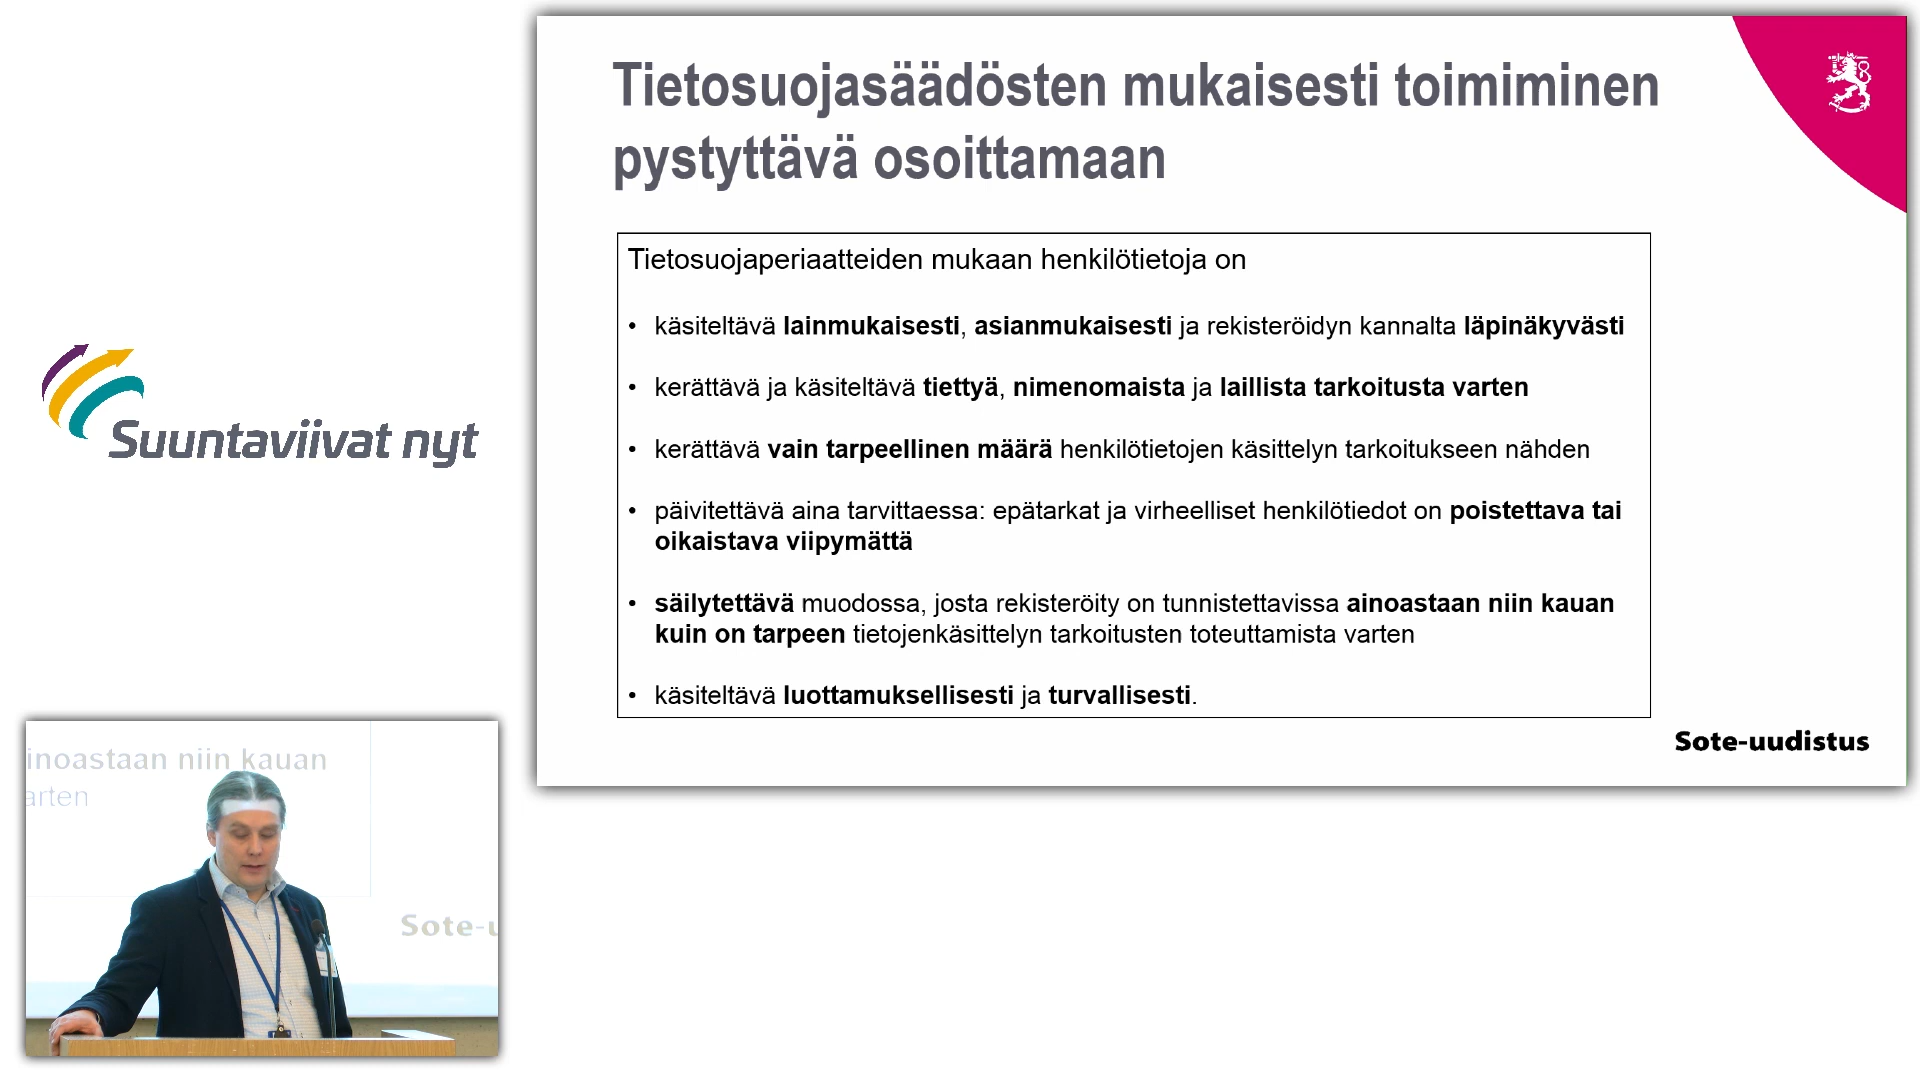 Tietosuojasäädösten mukaisesti toimiminen
pystyttävä osoittamaan
Tietosuojaperiaatteiden mukaan henkilötietoja on
• käsiteltävä lainmukaisesti, asianmukaisesti ja rekisteröidyn kannalta läpinäkyvästi
• kerättävä ja käsiteltävä tiettyä, nimenomaista ja laillista tarkoitusta varten
• kerättävä vain tarpeellinen määrä henkilötietojen käsittelyn tarkoitukseen nähden
• päivitettävä aina tarvittaessa: epätarkat ja virheelliset henkilötiedot on poistettava tai
oikaistava viipymättä
• säilytettävä muodossa, josta rekisteröity on tunnistettavissa ainoastaan niin kauan
kuin on tarpeen tietojenkäsittelyn tarkoitusten toteuttamista varten
• käsiteltävä luottamuksellisesti ja turvallisesti.
Sote-uudistus
Suuntaviivat nyt
inoastaan niin kauan
arten
Sote-u